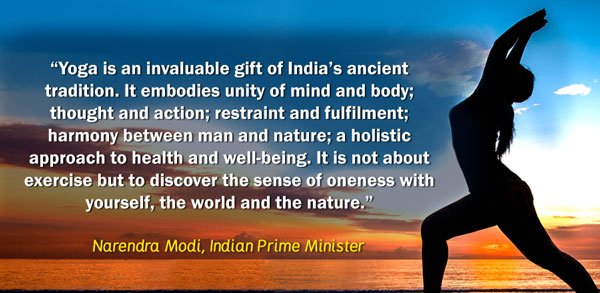 “Yoga is an invaluable gift of India’s ancient
tradition. It embodies unity of mind and body;
thought and action; restraint and fulfilment;
harmony between man and nature; a holistic
approach to health and well-being. It is not about
exercise but to discover the sense of oneness with
yourself, the world and the nature.”
Narendra Modi, Indian Prime Minister